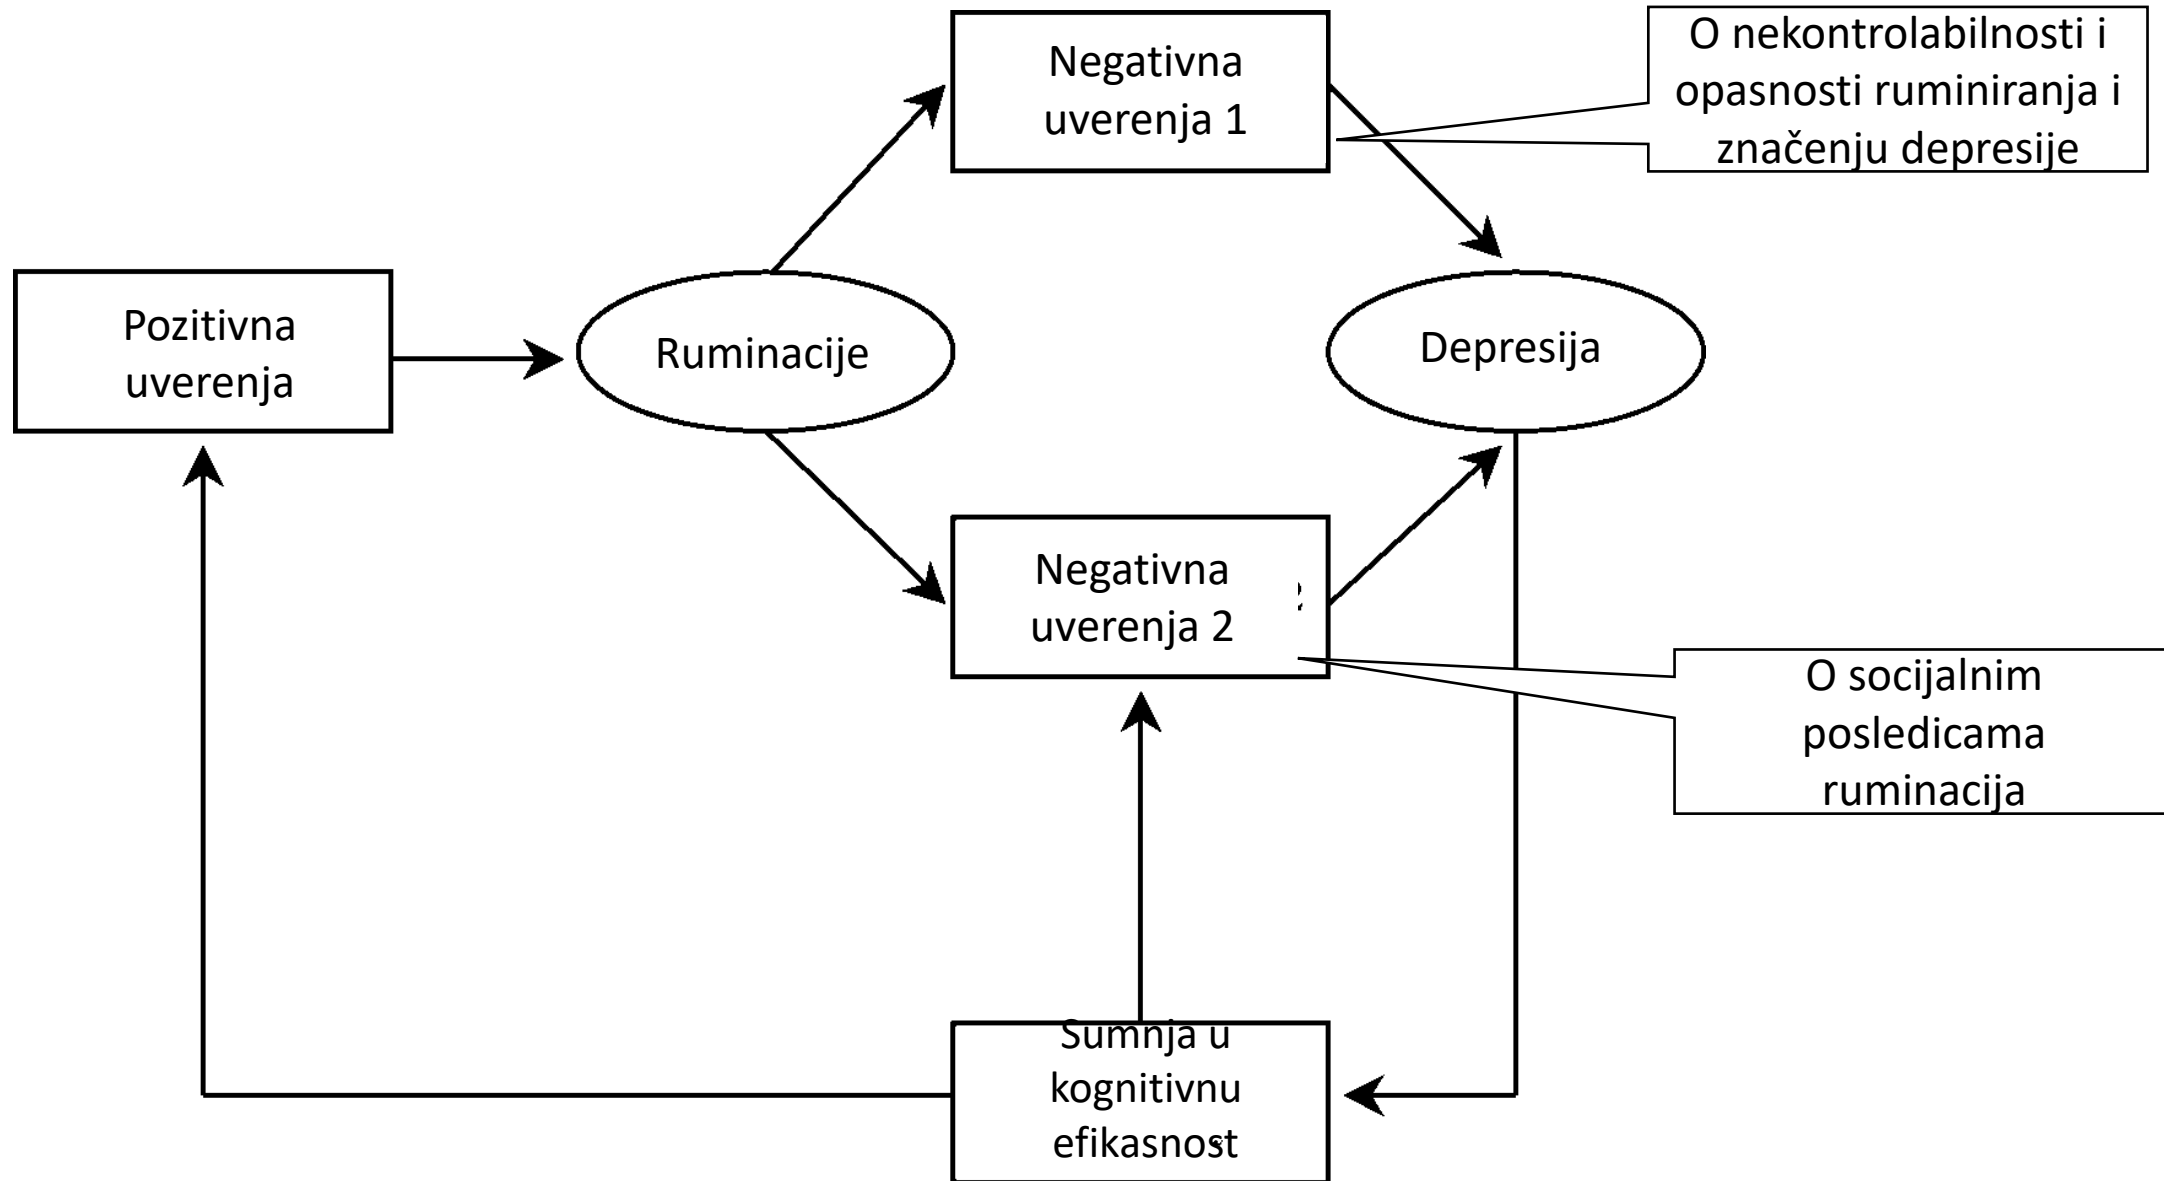 Negativna
uverenja 1
O nekontrolabilnosti i
opasnosti ruminiranja i
značenju depresije
Pozitivna
uverenja
Ruminacije
Depresija
Negativna
uverenja 2
O socijalnim
posledicama
ruminacija
Sumnja u
kognitivnu
efikasnost